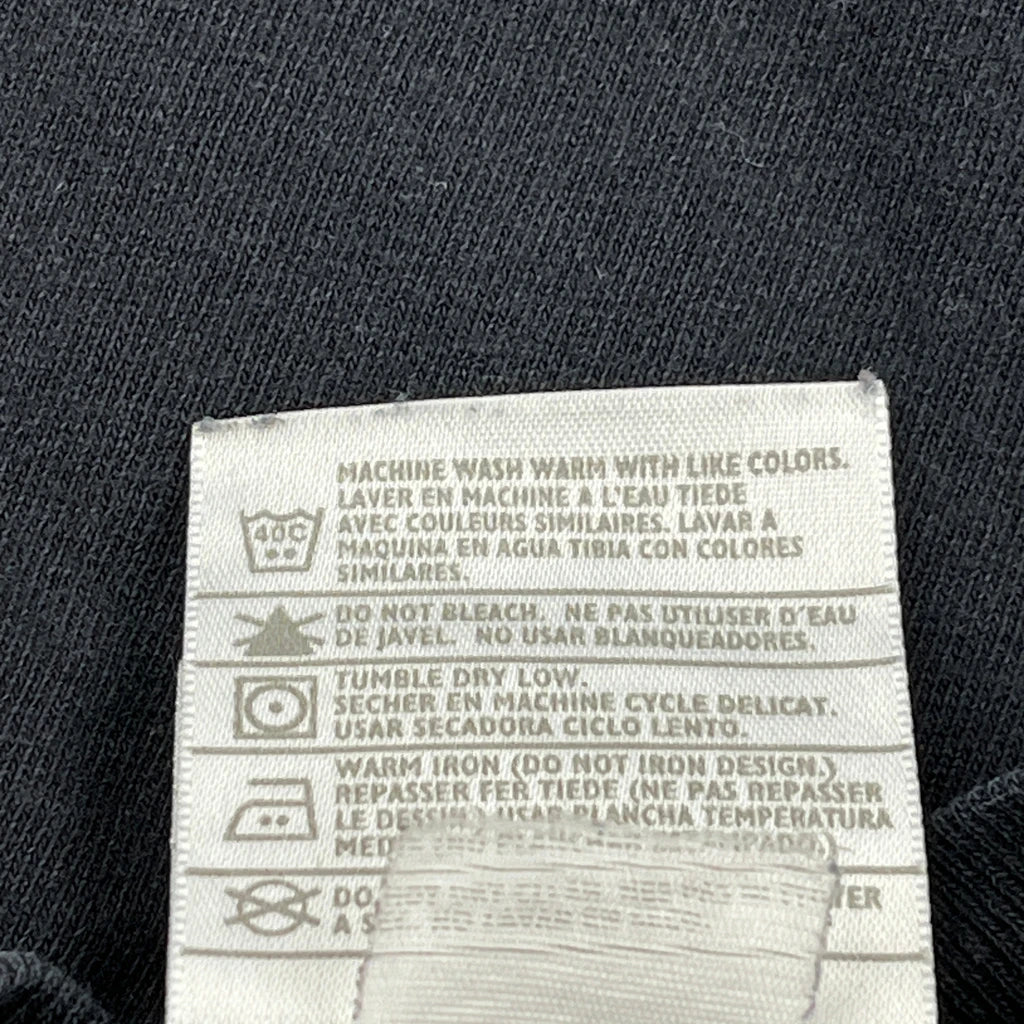 MACHINE WASH WARM WITH LIKE COLORS.
LAVER EN MACHINE A L'EAU TIEDE
AVEC COULEURS SIMILAIRES. LAVAR A
MAQUINA EN AGUA TIBIA CON COLORES
SIMILARES.
40C
DO NOT BLEACH. NE PAS UTILISER D'EAU
DE JAVEL. NO USAR BLANQUEADORES.
TUMBLE DRY LOW.
SECHER EN MACHINE CYCLE DELICAT.
USAR SECADORA CICLO LENTO.
WARM IRON (DO NOT IRON DESIGN.)
REPASSER FER TIEDE (NE PAS REPASSER
LE DESSIN.) USAR PLANCHA TEMPERATURA
MED
DO
A S